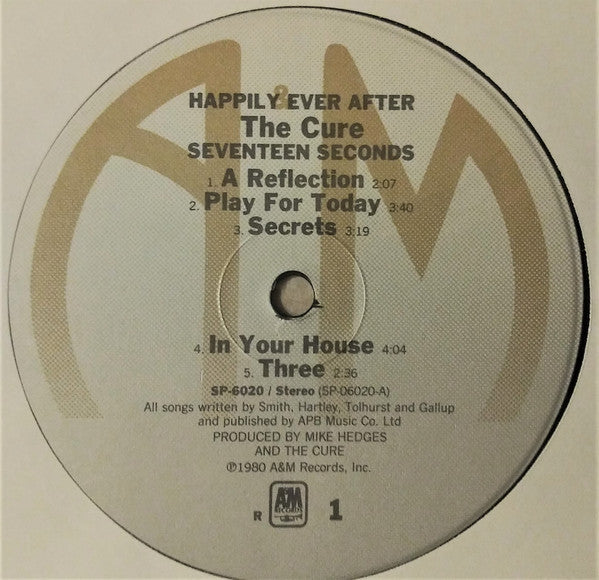 HAPPILY EVER AFTER
The Cure
SEVENTEEN SECONDS
1. A Reflection 2:07
2. Play For Today 3:40
3. Secrets 3:19
4. In Your House 4:04
5. Three 2:36
SP-6020 / Stereo (SP-06020-A)
All songs written by Smith, Hartley, Tolhurst and Gallup
and published by APB Music Co. Ltd
PRODUCED BY MIKE HEDGES
AND THE CURE
℗1980 A&M Records, Inc.
R A&M RECORDS 1